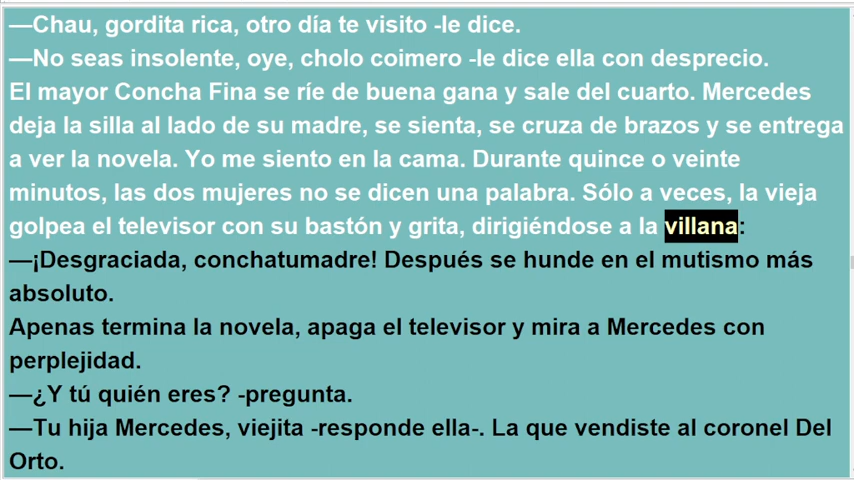 —Chau, gordita rica, otro día te visito -le dice.
—No seas insolente, oye, cholo coimero -le dice ella con desprecio.
El mayor Concha Fina se ríe de buena gana y sale del cuarto. Mercedes
deja la silla al lado de su madre, se sienta, se cruza de brazos y se entrega
a ver la novela. Yo me siento en la cama. Durante quince o veinte
minutos, las dos mujeres no se dicen una palabra. Sólo a veces, la vieja
golpea el televisor con su bastón y grita, dirigiéndose a la villana:
—¡Desgraciada, conchatumadre! Después se hunde en el mutismo más
absoluto.
Apenas termina la novela, apaga el televisor y mira a Mercedes con
perplejidad.
—¿Y tú quién eres? -pregunta.
—Tu hija Mercedes, viejita -responde ella-. La que vendiste al coronel Del
Orto.